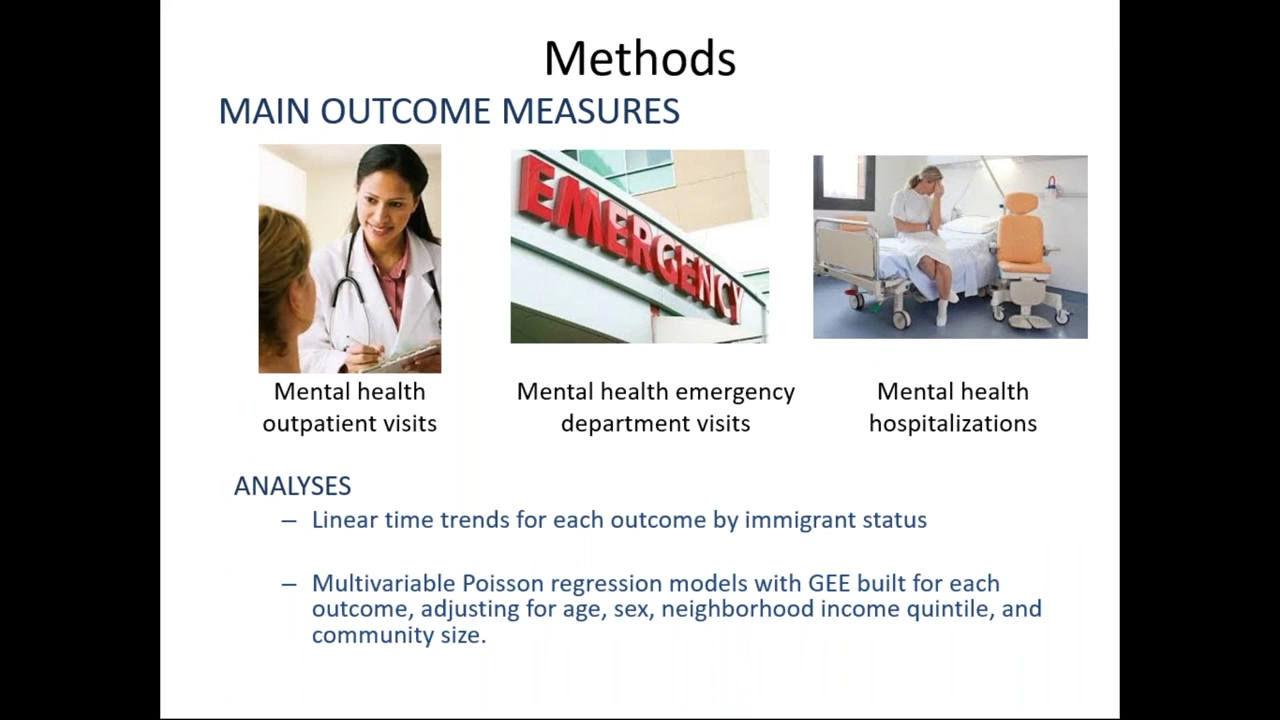 Methods
MAIN OUTCOME MEASURES
EMERGENCY
Mental health
outpatient visits
Mental health emergency
department visits
Mental health
hospitalizations
ANALYSES
– Linear time trends for each outcome by immigrant status
– Multivariable Poisson regression models with GEE built for each
outcome, adjusting for age, sex, neighborhood income quintile, and
community size.